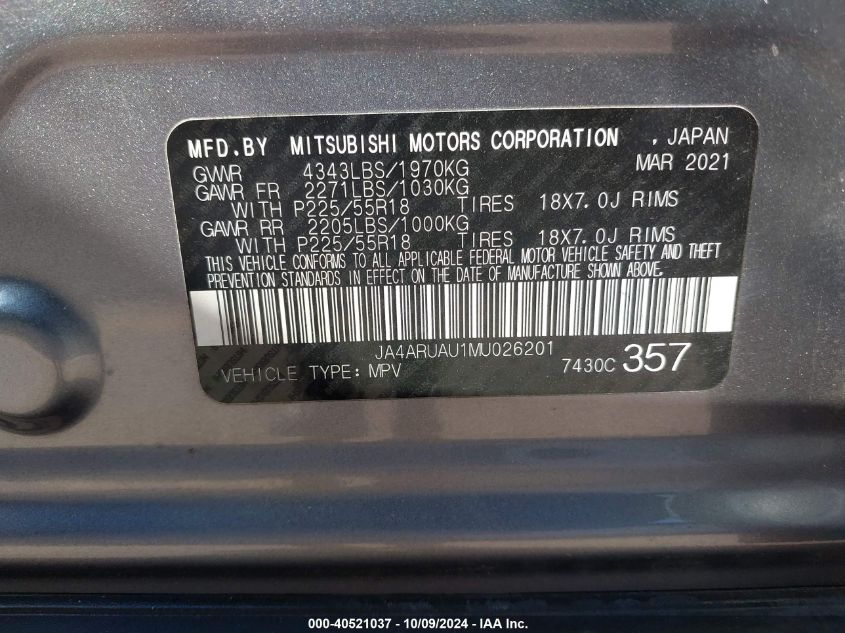 MFD.BY MITSUBISHI MOTORS CORPORATION , JAPAN
GVWR 4343LBS/1970KG MAR 2021
GAWR FR 2271LBS/1030KG
WITH P225/55R18 TIRES 18X7.0J RIMS
GAWR RR 2205LBS/1000KG
WITH P225/55R18 TIRES 18X7.0J RIMS
THIS VEHICLE CONFORMS TO ALL APPLICABLE FEDERAL MOTOR VEHICLE SAFETY AND THEFT
PREVENTION STANDARDS IN EFFECT ON THE DATE OF MANUFACTURE SHOWN ABOVE.
JA4ARUAU1MU026201
VEHICLE TYPE: MPV 7430C 357
000-40521037 - 10/09/2024 - IAA Inc.